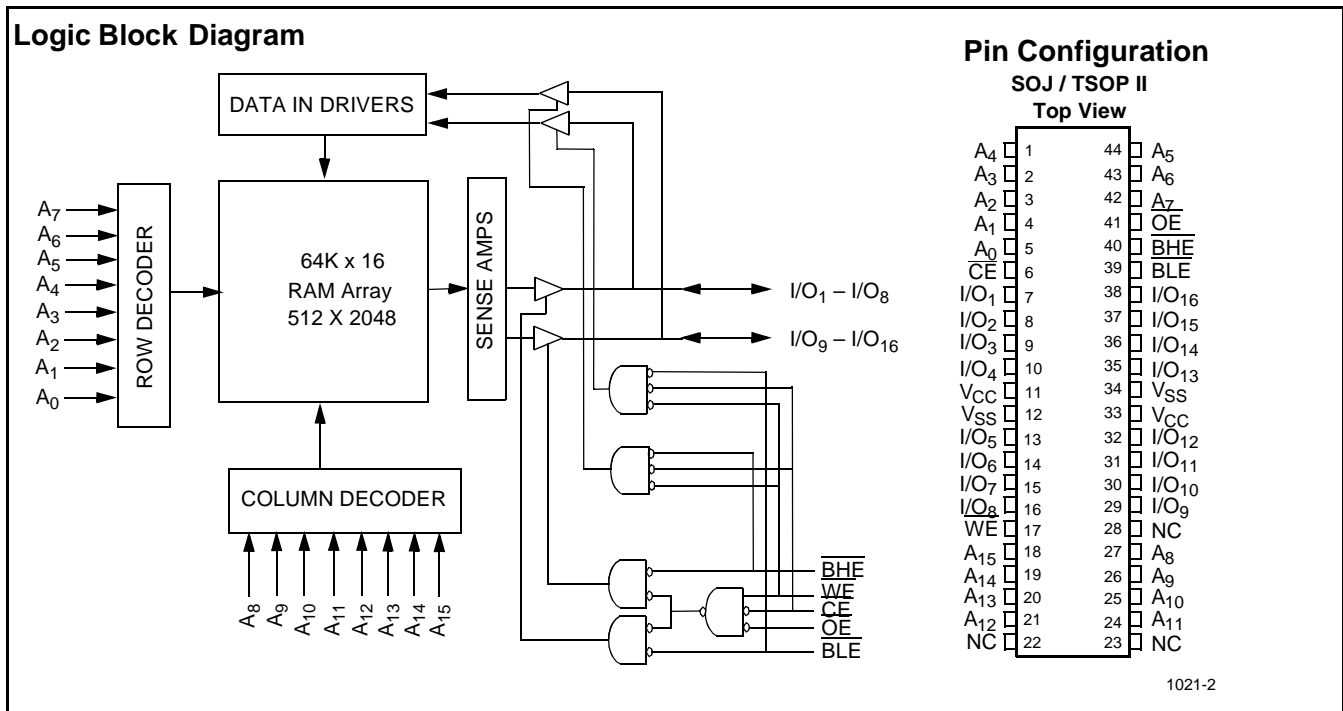 Logic Block Diagram
DATA IN DRIVERS
A7
A6
A5
A4
A3
A2
A1
A0
ROW DECODER
64K x 16
RAM Array
512 X 2048
SENSE AMPS
I/O1 – I/O8
I/O9 – I/O16
COLUMN DECODER
A8
A9
A10
A11
A12
A13
A14
A15
BHE
WE
CE
OE
BLE
Pin Configuration
SOJ / TSOP II
Top View
A4 1 44 A5
A3 2 43 A6
A2 3 42 A7
A1 4 41 OE
A0 5 40 BHE
CE 6 39 BLE
I/O1 7 38 I/O16
I/O2 8 37 I/O15
I/O3 9 36 I/O14
I/O4 10 35 I/O13
VCC 11 34 VSS
VSS 12 33 VCC
I/O5 13 32 I/O12
I/O6 14 31 I/O11
I/O7 15 30 I/O10
I/O8 16 29 I/O9
WE 17 28 NC
A15 18 27 A8
A14 19 26 A9
A13 20 25 A10
A12 21 24 A11
NC 22 23 NC
1021-2